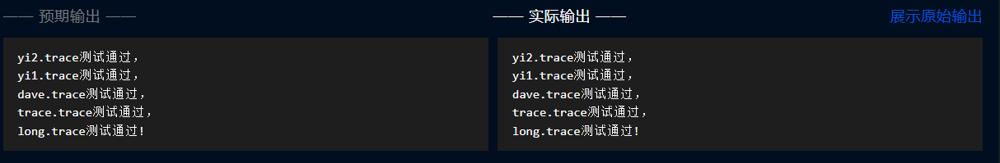 —— 预期输出 ——
—— 实际输出 ——
展示原始输出
yi2.trace测试通过，
yi1.trace测试通过，
dave.trace测试通过，
trace.trace测试通过，
long.trace测试通过！
yi2.trace测试通过，
yi1.trace测试通过，
dave.trace测试通过，
trace.trace测试通过，
long.trace测试通过！